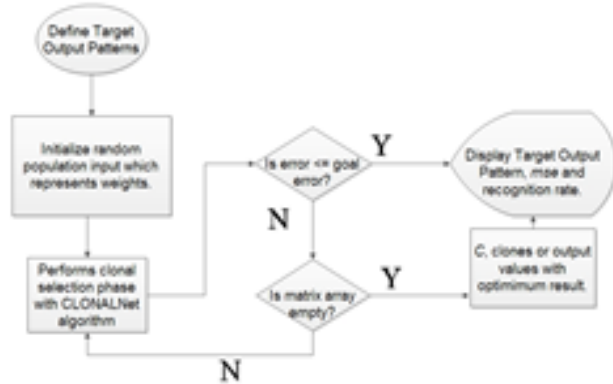 Define Target
Output Patterns
Initialize random
population input which
represents weights.
Performs clonal
selection phase
with CLONALNet
algorithm
Is error <= goal
error?
Y
N
Is matrix array
empty?
Y
N
C, clones or output
values with
optimimum result.
Display Target Output
Pattern, mse and
recognition rate.